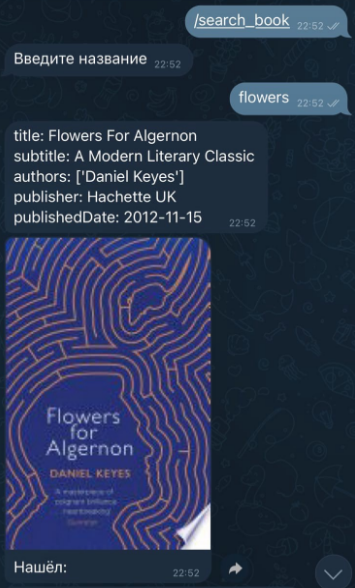 /search_book 22:52
Введите название 22:52
flowers 22:52
title: Flowers For Algernon
subtitle: A Modern Literary Classic
authors: ['Daniel Keyes']
publisher: Hachette UK
publishedDate: 2012-11-15
22:52
Flowers
for
Algernon
DANIEL KEYES
A masterpiece of
poignant brilliance
... heartbreaking'
Guardian
Нашёл: 22:52